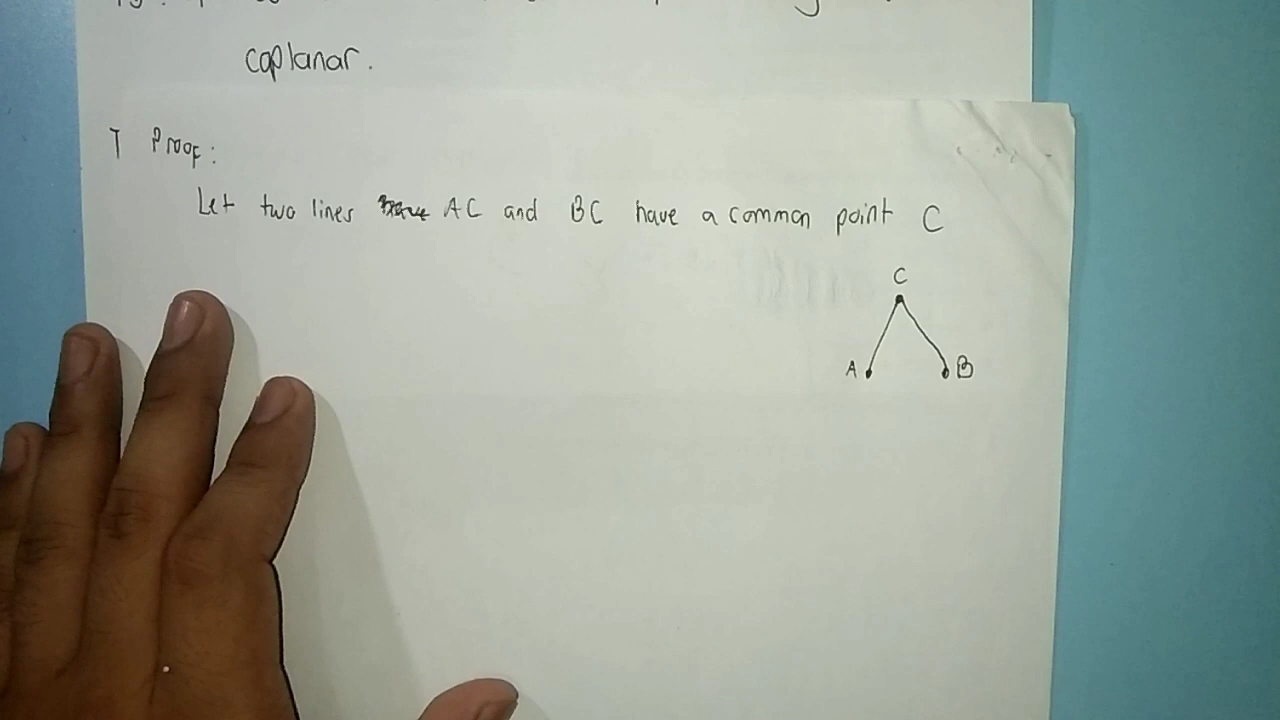 coplanar.
T Proof:
Let two lines AC and BC have a common point C
C
A B